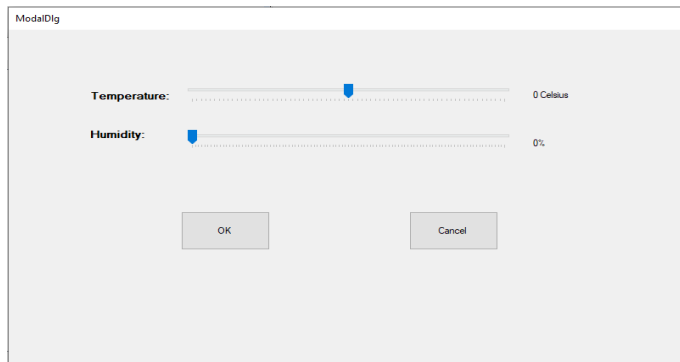 ModalDlg
Temperature:
0 Celsius
Humidity:
0%
OK
Cancel